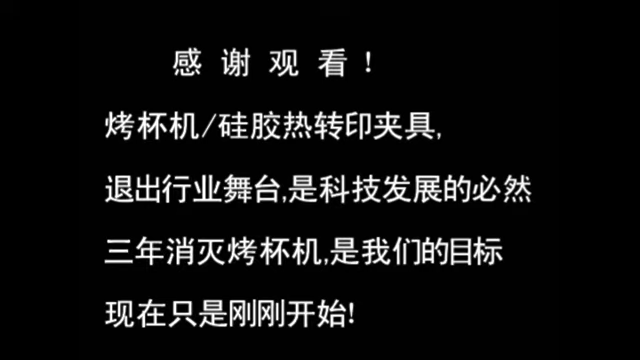 感谢观看!
烤杯机/硅胶热转印夹具,
退出行业舞台,是科技发展的必然
三年消灭烤杯机,是我们的目标
现在只是刚刚开始!